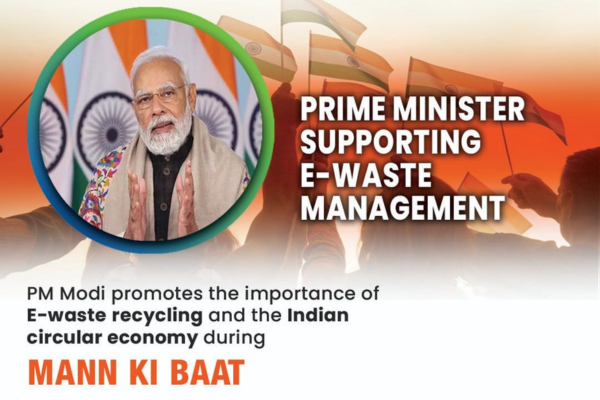 PRIME MINISTER
SUPPORTING
E-WASTE
MANAGEMENT
PM Modi promotes the importance of
E-waste recycling and the Indian
circular economy during
MANN KI BAAT